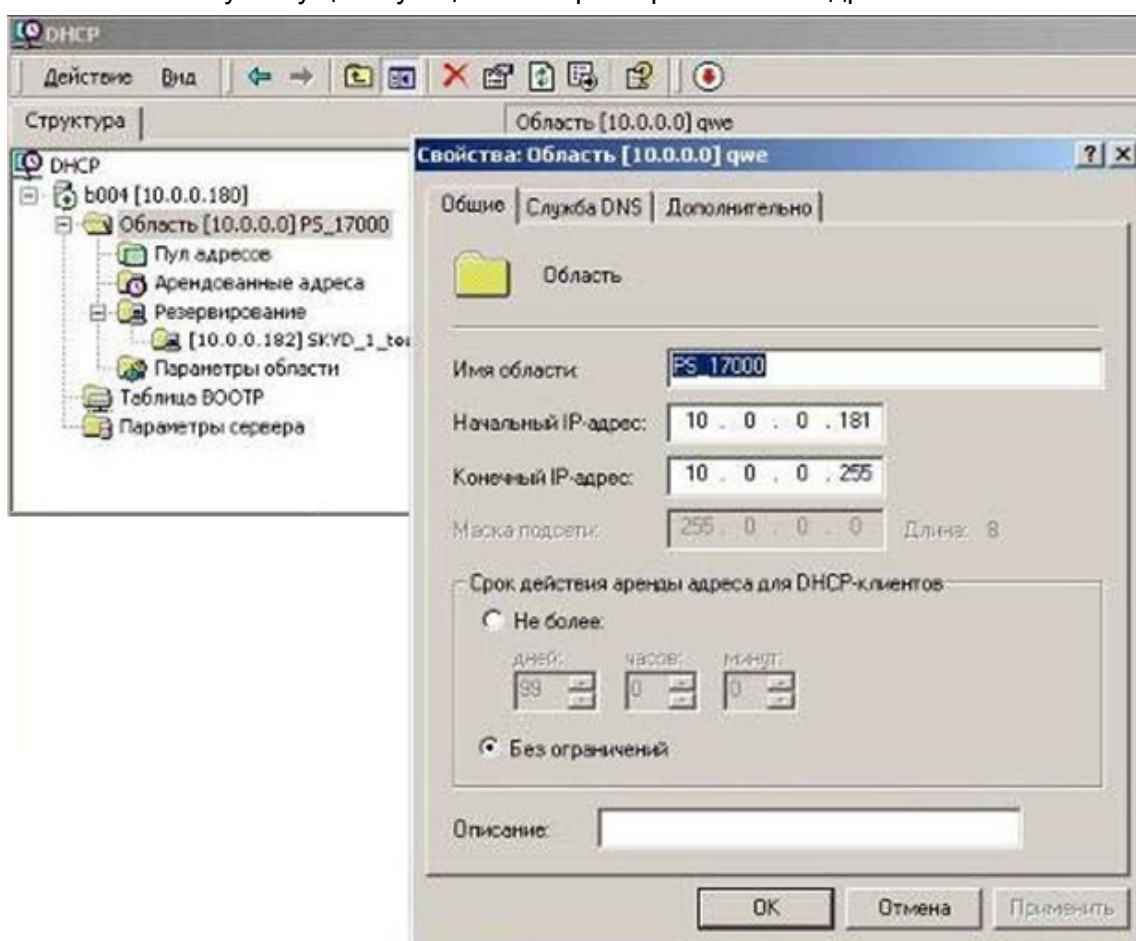 DHCP
Действие Вид
Структура
Область [10.0.0.0] qwe
DHCP
b004 [10.0.0.180]
Область [10.0.0.0] PS_17000
Пул адресов
Арендованные адреса
Резервирование
[10.0.0.182] SKYD_1_
Параметры области
Таблица BOOTP
Параметры сервера
Свойства: Область [10.0.0.0] qwe
Общие Служба DNS Дополнительно
Область
Имя области: PS_17000
Начальный IP-адрес: 10 . 0 . 0 . 181
Конечный IP-адрес: 10 . 0 . 0 . 255
Маска подсети: 255 . 0 . 0 . 0 Длина: 8
Срок действия аренды адреса для DHCP-клиентов
Не более:
дней: часов: минут:
99 0 0
Без ограничений
Описание:
OK Отмена Применить